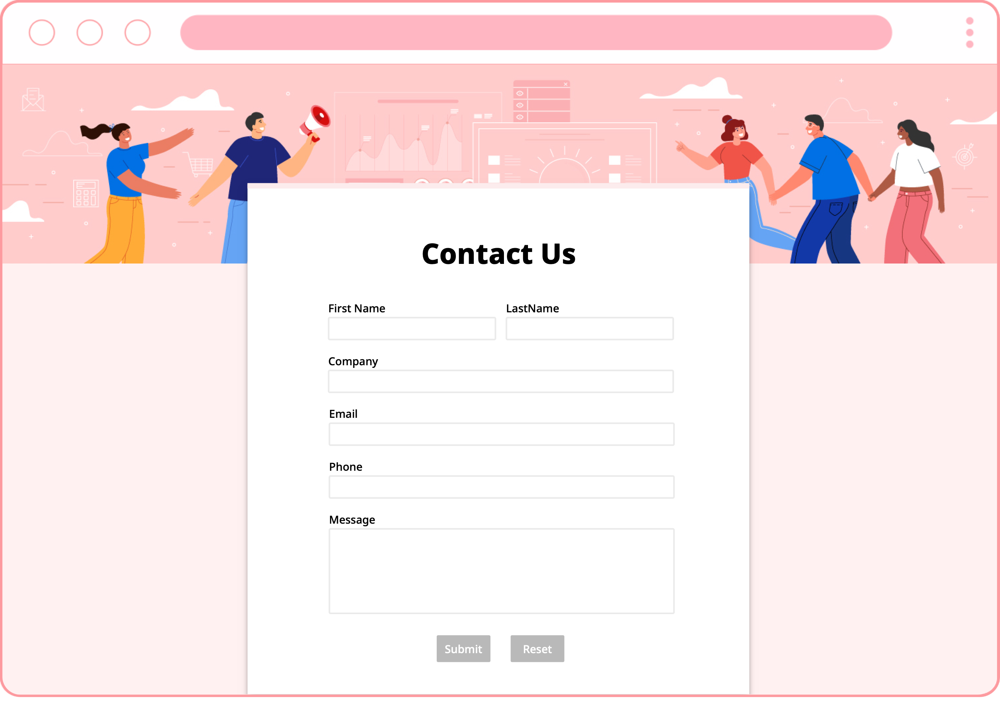 Contact Us
First Name LastName
Company
Email
Phone
Message
Submit Reset